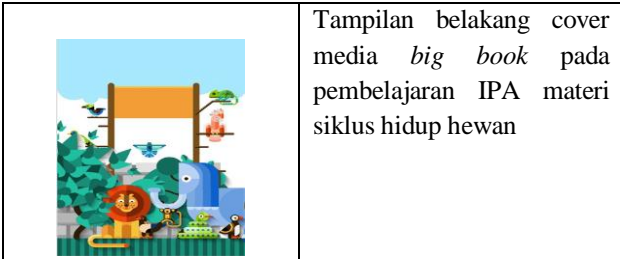 Tampilan belakang cover
media big book pada
pembelajaran IPA materi
siklus hidup hewan